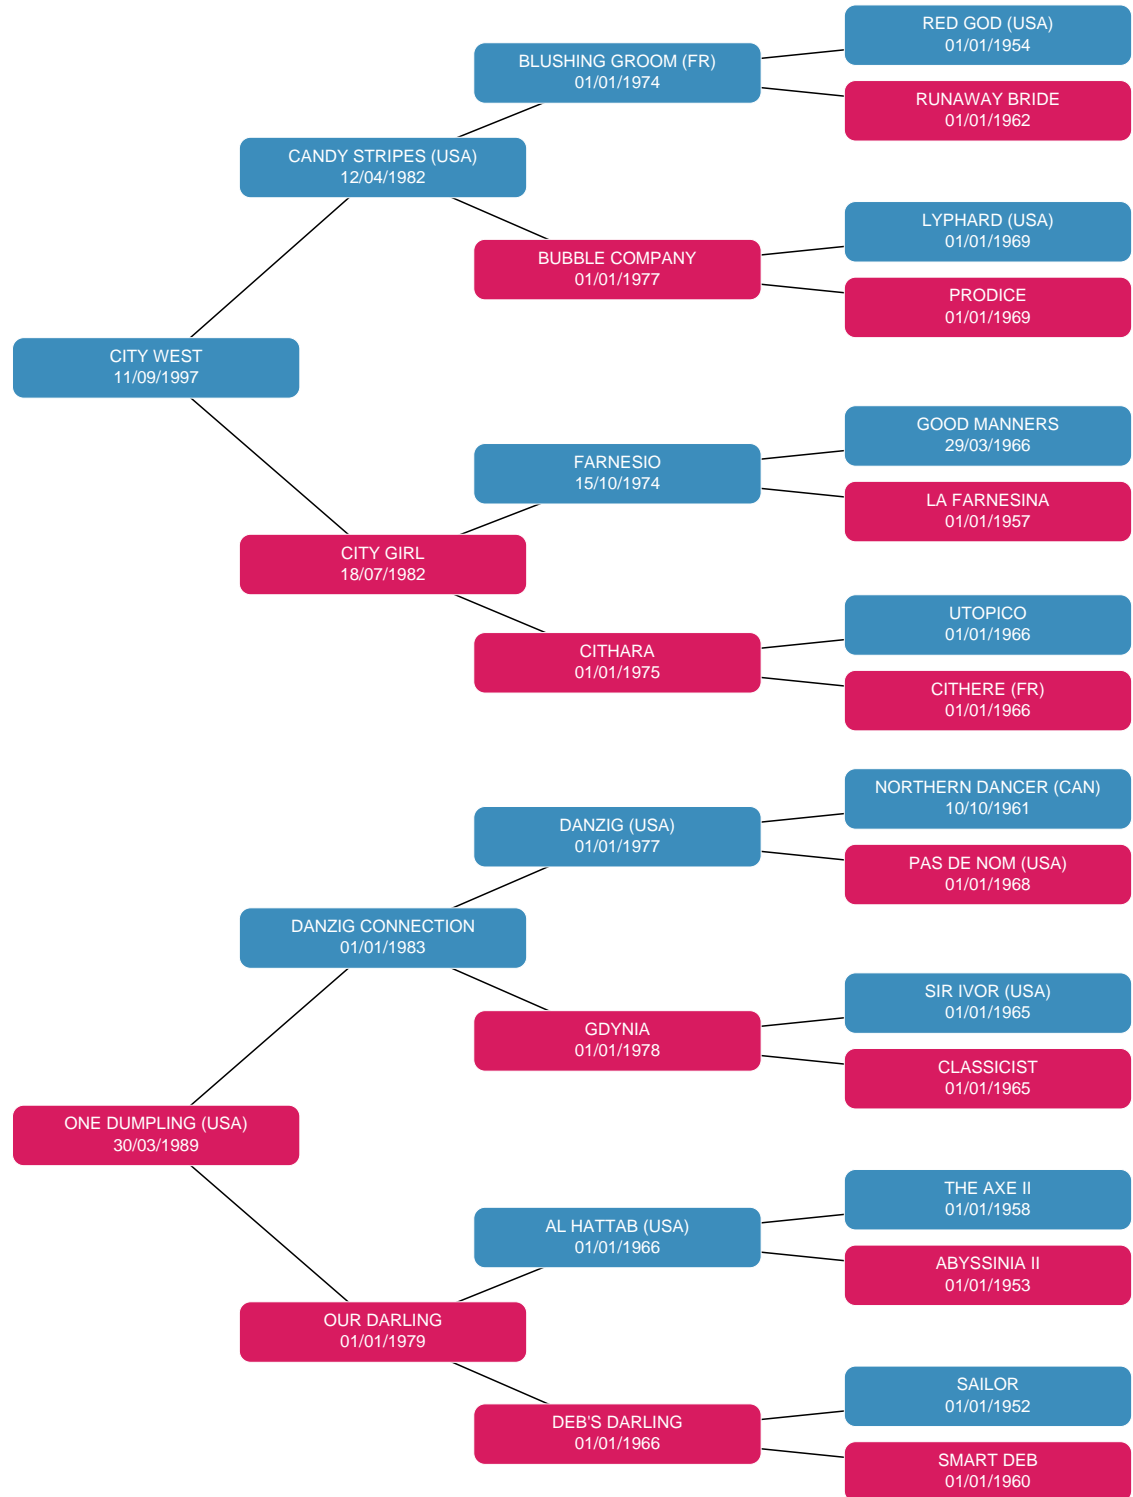 RED GOD (USA)
01/01/1954
BLUSHING GROOM (FR)
01/01/1974
RUNAWAY BRIDE
01/01/1962
CANDY STRIPES (USA)
12/04/1982
LYPHARD (USA)
01/01/1969
BUBBLE COMPANY
01/01/1977
PRODICE
01/01/1969
CITY WEST
11/09/1997
GOOD MANNERS
29/03/1966
FARNESIO
15/10/1974
LA FARNESINA
01/01/1957
CITY GIRL
18/07/1982
UTOPICO
01/01/1966
CITHARA
01/01/1975
CITHERE (FR)
01/01/1966
NORTHERN DANCER (CAN)
10/10/1961
DANZIG (USA)
01/01/1977
PAS DE NOM (USA)
01/01/1968
DANZIG CONNECTION
01/01/1983
SIR IVOR (USA)
01/01/1965
GDYNIA
01/01/1978
CLASSICIST
01/01/1965
ONE DUMPLING (USA)
30/03/1989
THE AXE II
01/01/1958
AL HATTAB (USA)
01/01/1966
ABYSSINIA II
01/01/1953
OUR DARLING
01/01/1979
SAILOR
01/01/1952
DEB'S DARLING
01/01/1966
SMART DEB
01/01/1960